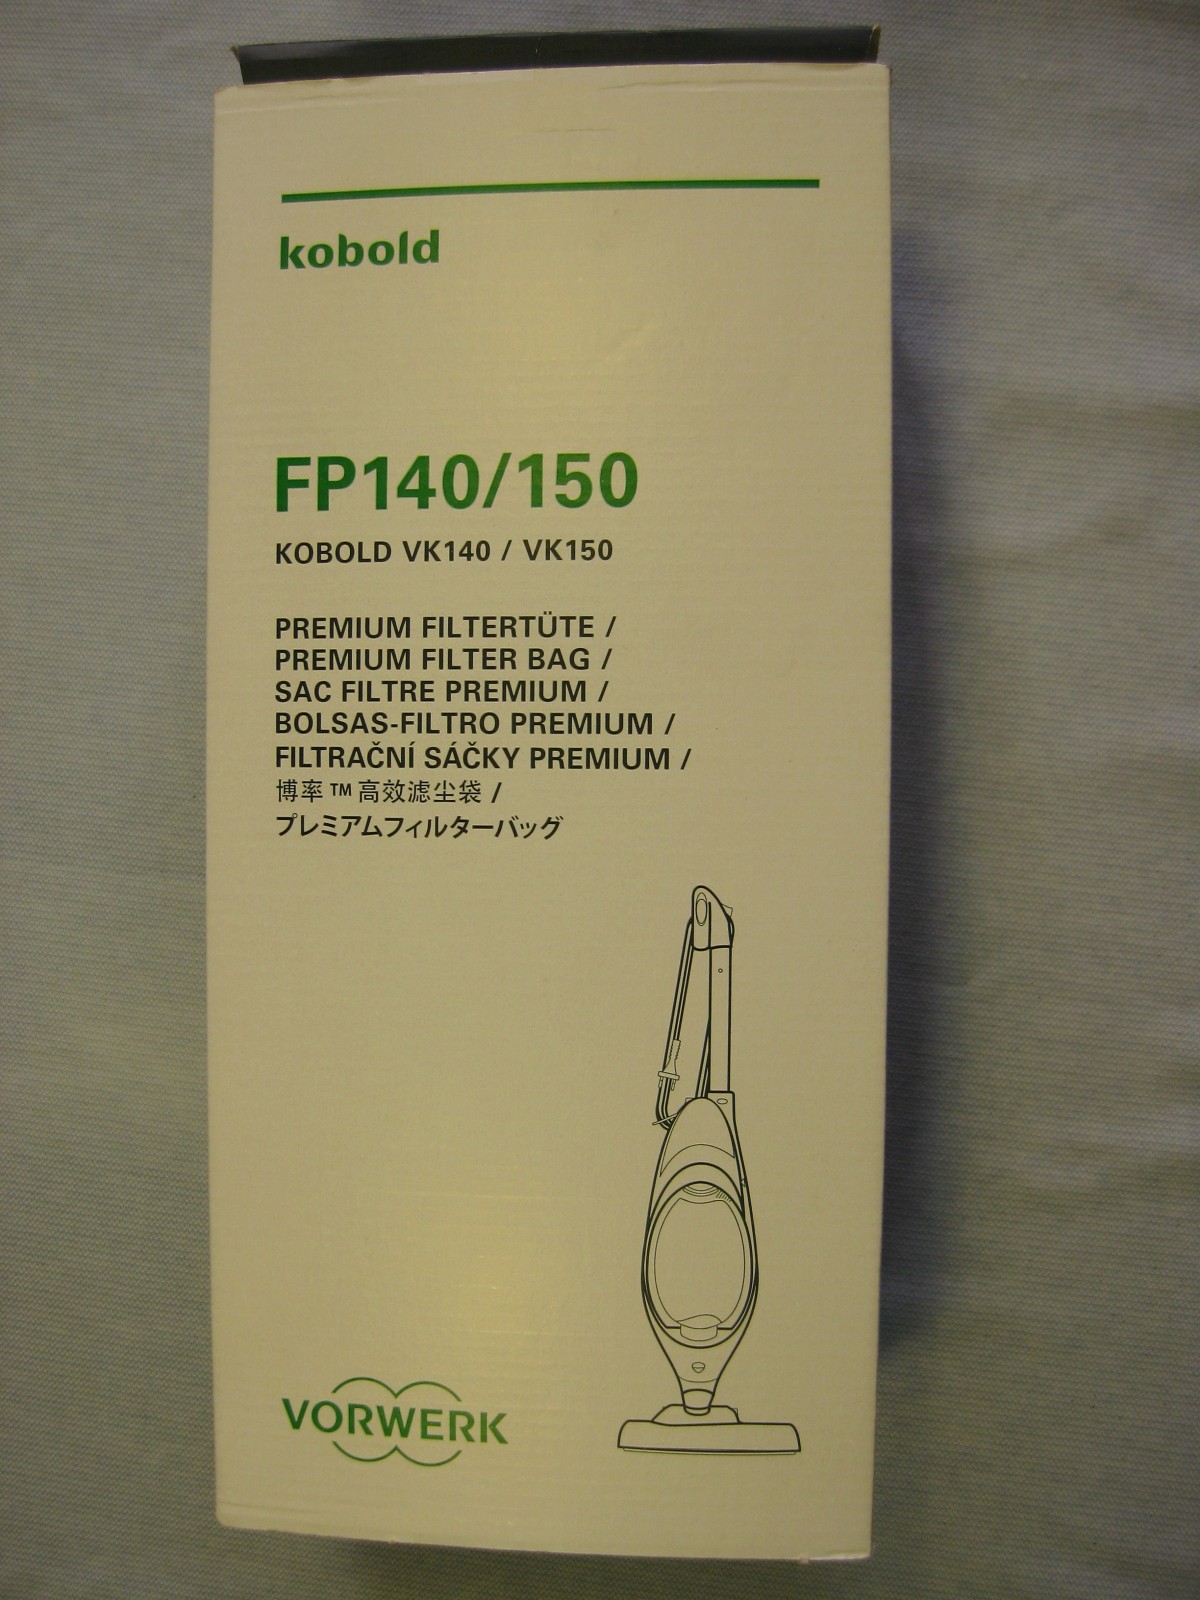 kobold
FP140/150
KOBOLD VK140 / VK150
PREMIUM FILTERTÜTE /
PREMIUM FILTER BAG /
SAC FILTRE PREMIUM /
BOLSAS-FILTRO PREMIUM /
FILTRAČNÍ SÁČKY PREMIUM /
博率™高效滤尘袋 /
プレミアムフィルターバッグ
VORWERK